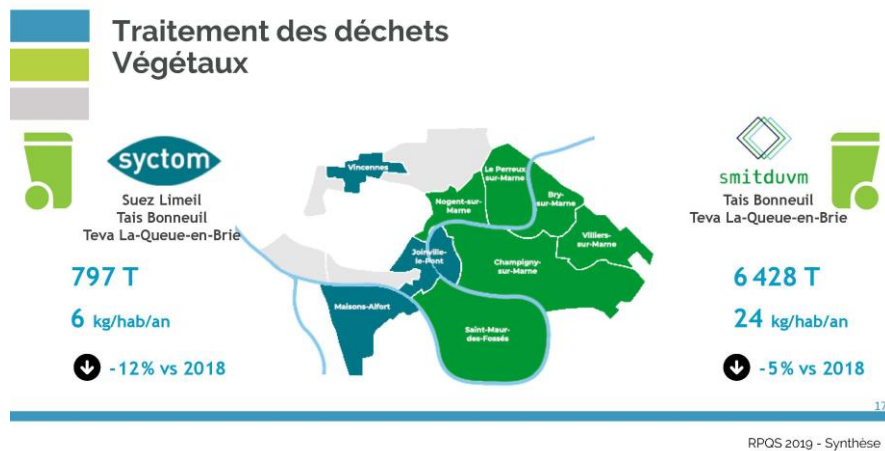 Traitement des déchets
Végétaux
syctom
Suez Limeil
Tais Bonneuil
Teva La-Queue-en-Brie
797 T
6 kg/hab/an
-12% vs 2018
Vincennes
Le Perreux
sur-Marne
Nogent-sur-
Marne
Bry-
sur-Marne
Villiers-
sur-Marne
Joinville-
le-Pont
Champigny-
sur-Marne
Maisons-Alfort
Saint-Maur-
des-Fossés
smitduvm
Tais Bonneuil
Teva La-Queue-en-Brie
6 428 T
24 kg/hab/an
-5% vs 2018
17
RPQS 2019 - Synthèse